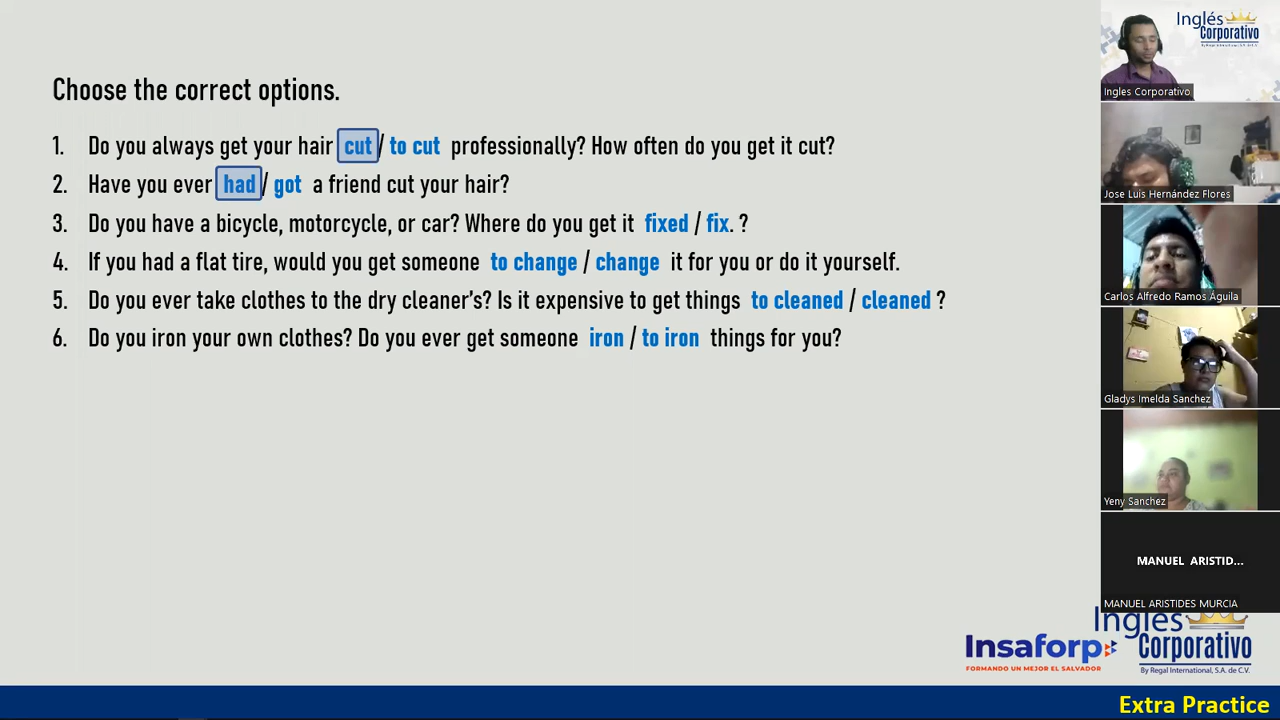 Choose the correct options.
1. Do you always get your hair cut / to cut professionally? How often do you get it cut?
2. Have you ever had / got a friend cut your hair?
3. Do you have a bicycle, motorcycle, or car? Where do you get it fixed / fix. ?
4. If you had a flat tire, would you get someone to change / change it for you or do it yourself.
5. Do you ever take clothes to the dry cleaner's? Is it expensive to get things to cleaned / cleaned ?
6. Do you iron your own clothes? Do you ever get someone iron / to iron things for you?
Inglés
Corporativo
By Regal International, S.A. de C.V.
Ingles Corporativo
Jose Luis Hernández Flores
Carlos Alfredo Ramos Águila
Gladys Imelda Sanchez
Yeny Sanchez
MANUEL ARISTID...
MANUEL ARISTIDES MURCIA
Insaforp
FORMANDO UN MEJOR EL SALVADOR
Inglés
Corporativo
By Regal International, S.A. de C.V.
Extra Practice